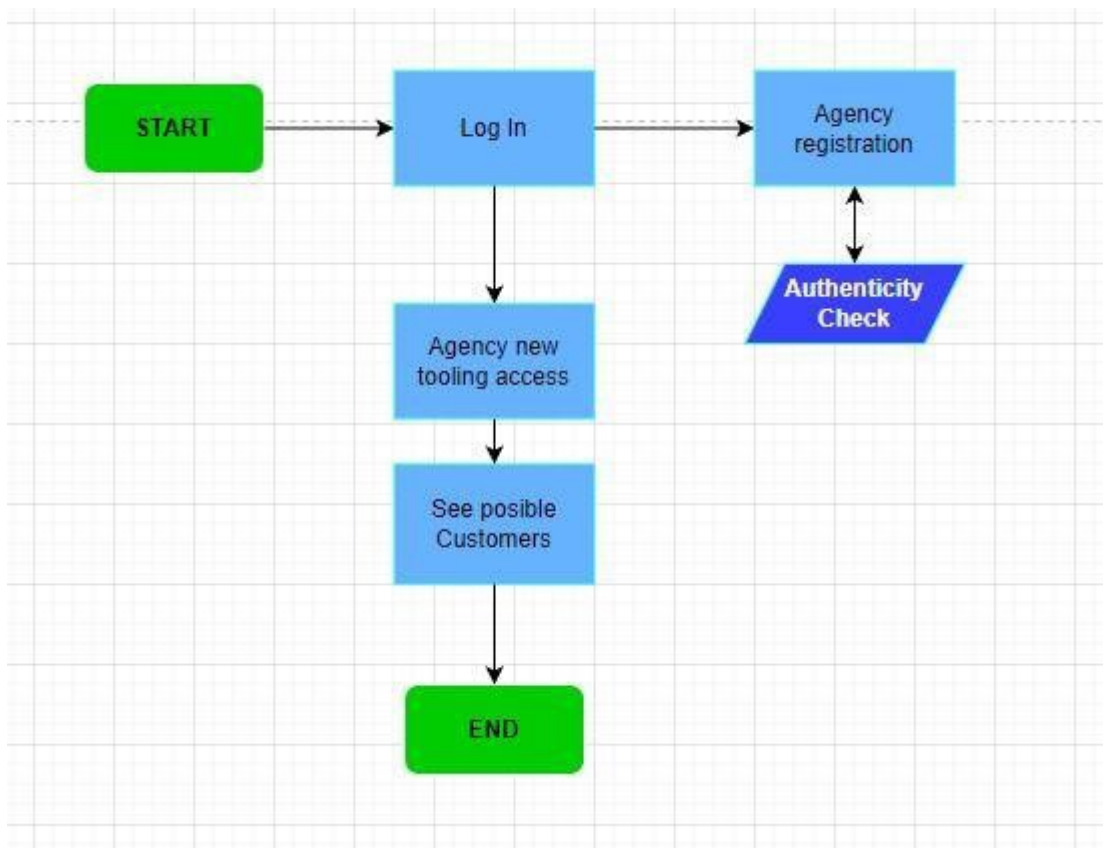 START
Log In
Agency
registration
Authenticity
Check
Agency new
tooling access
See posible
Customers
END